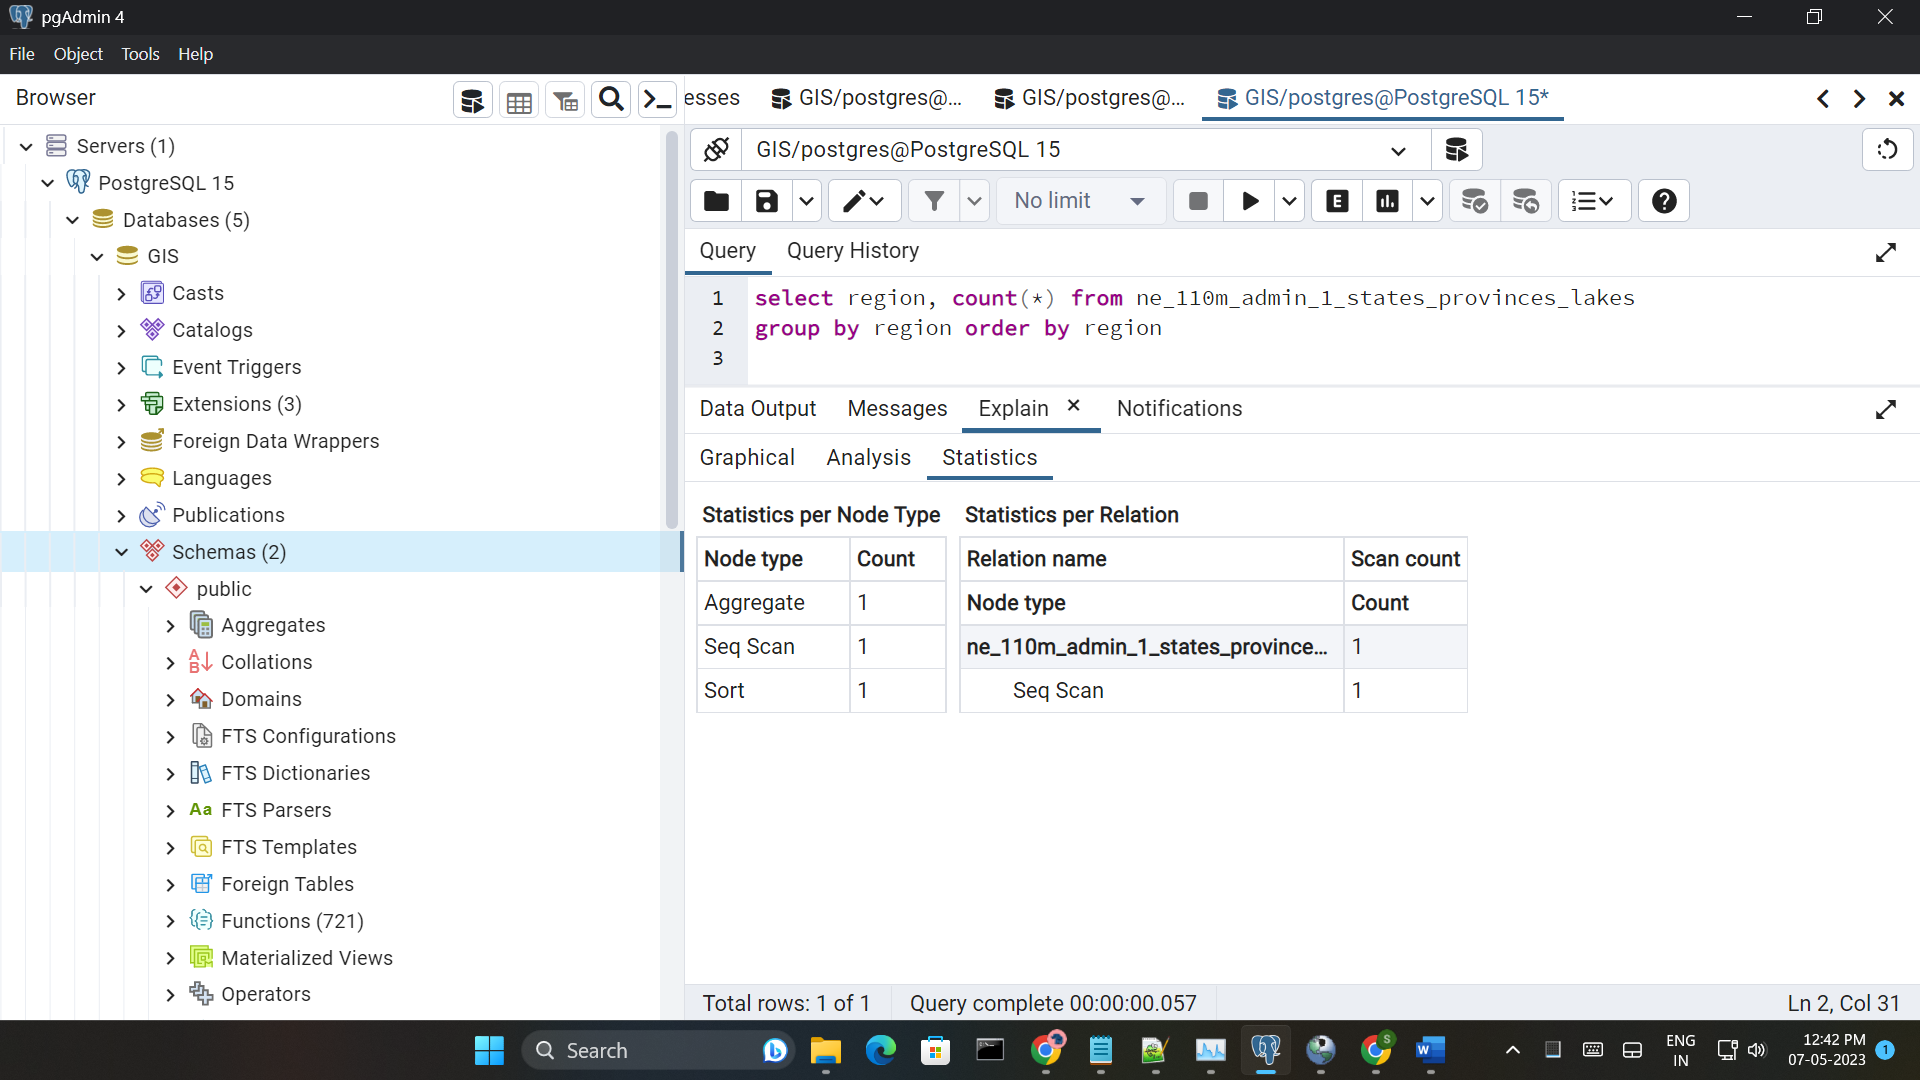 pgAdmin 4
File Object Tools Help
Browser
esses GIS/postgres@... GIS/postgres@... GIS/postgres@PostgreSQL 15*
Servers (1)
PostgreSQL 15
Databases (5)
GIS
Casts
Catalogs
Event Triggers
Extensions (3)
Foreign Data Wrappers
Languages
Publications
Schemas (2)
public
Aggregates
Collations
Domains
FTS Configurations
FTS Dictionaries
Aa FTS Parsers
FTS Templates
Foreign Tables
Functions (721)
Materialized Views
Operators
GIS/postgres@PostgreSQL 15
No limit E
Query Query History
1 select region, count(*) from ne_110m_admin_1_states_provinces_lakes
2 group by region order by region
3
Data Output Messages Explain Notifications
Graphical Analysis Statistics
Statistics per Node Type Statistics per Relation
Node type Count Relation name Scan count
Aggregate 1 Node type Count
Seq Scan 1 ne_110m_admin_1_states_province... 1
Sort 1 Seq Scan 1
Total rows: 1 of 1 Query complete 00:00:00.057 Ln 2, Col 31
Search ENG 12:42 PM
IN 07-05-2023 1